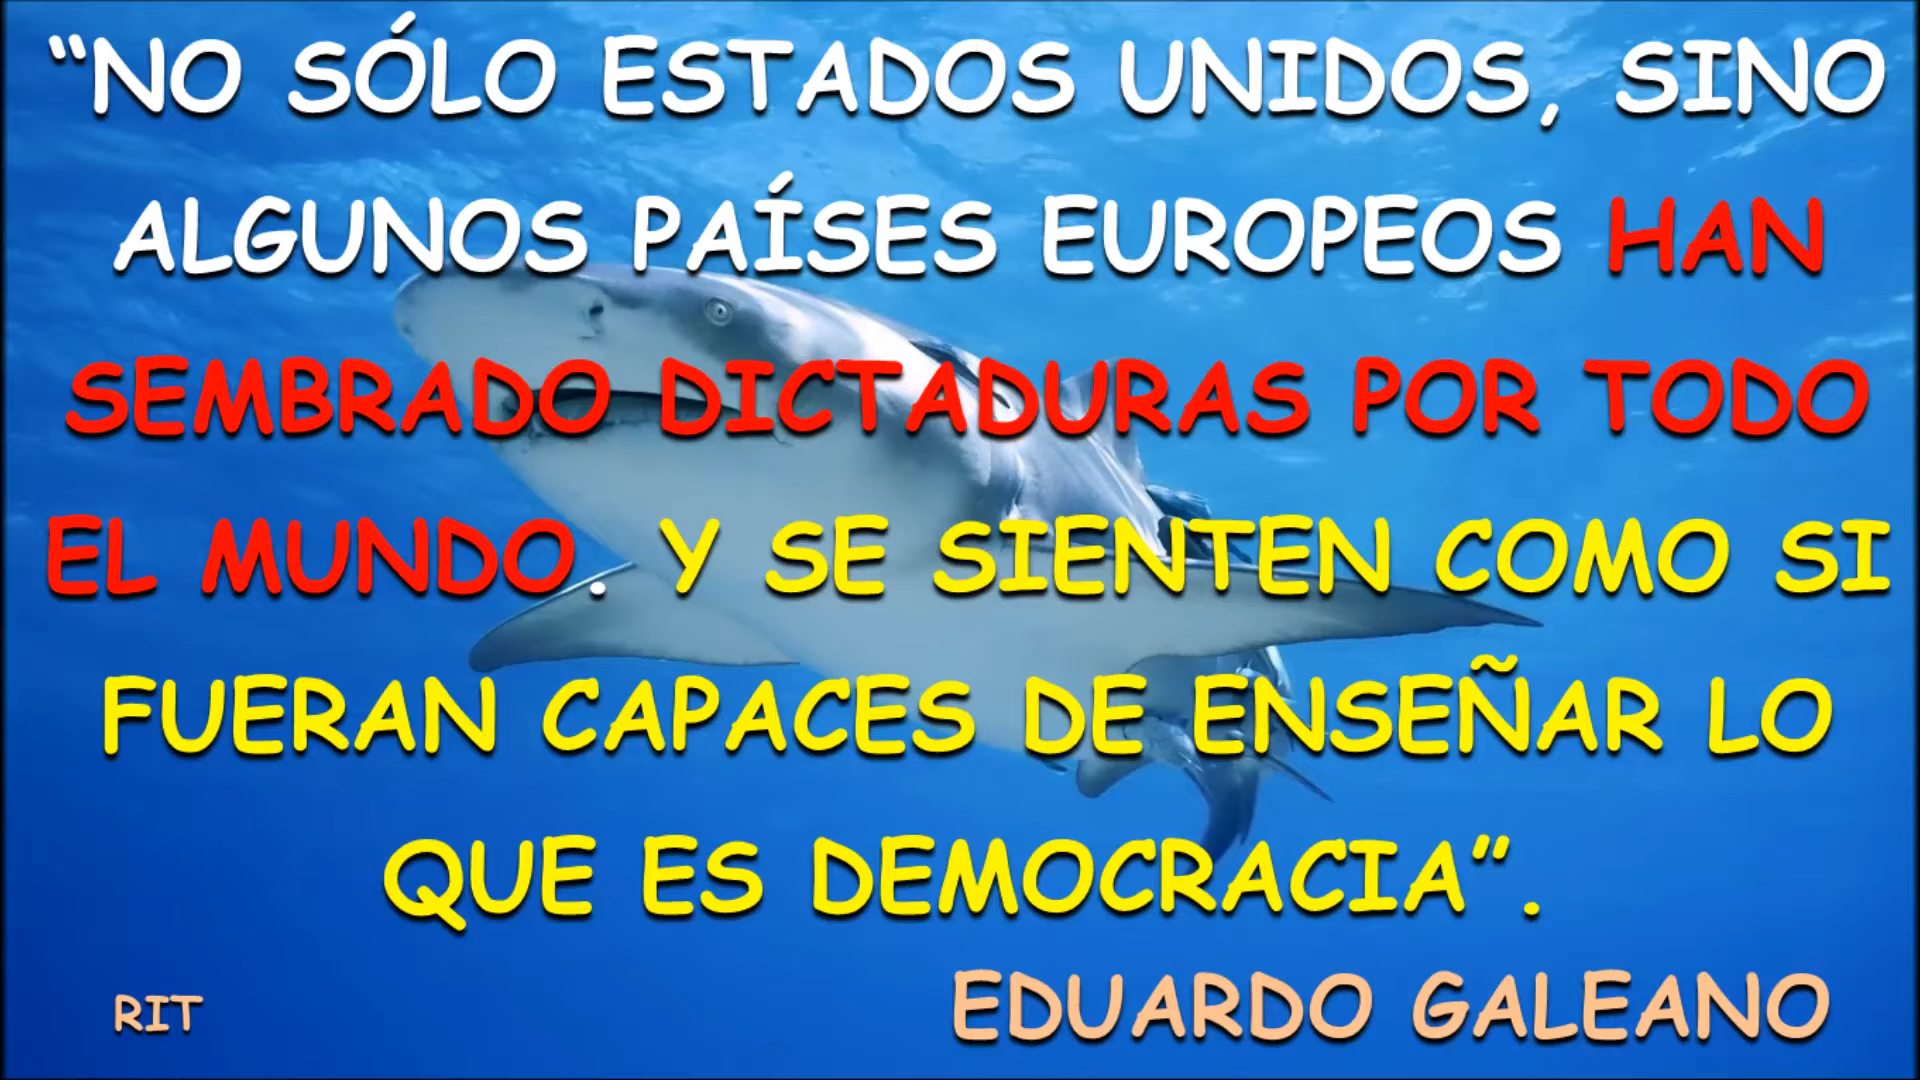 “NO SÓLO ESTADOS UNIDOS, SINO
ALGUNOS PAÍSES EUROPEOS HAN
SEMBRADO DICTADURAS POR TODO
EL MUNDO. Y SE SIENTEN COMO SI
FUERAN CAPACES DE ENSEÑAR LO
QUE ES DEMOCRACIA”.
EDUARDO GALEANO
RIT